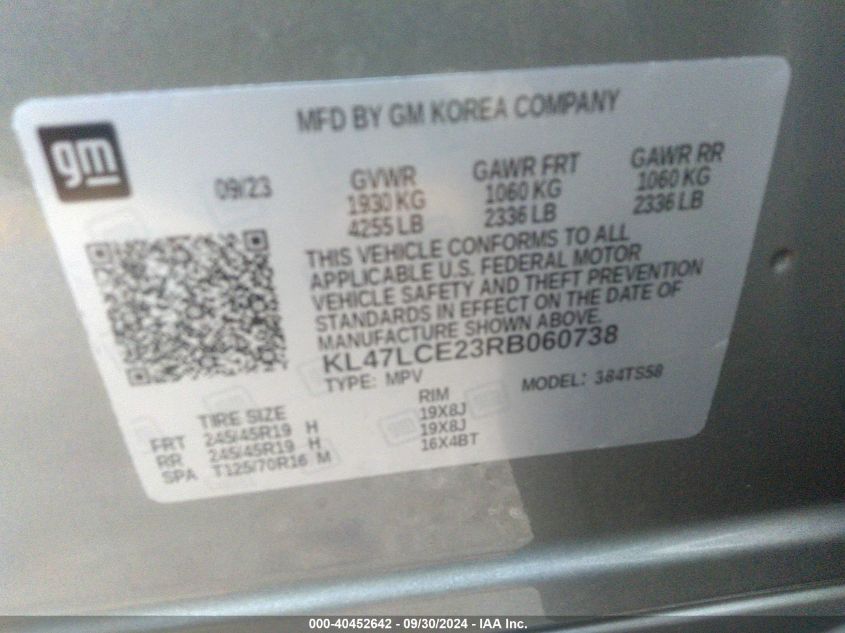 MFD BY GM KOREA COMPANY
gm
09/23
GVWR GAWR FRT GAWR RR
1930 KG 1060 KG 1060 KG
4255 LB 2336 LB 2336 LB
THIS VEHICLE CONFORMS TO ALL
APPLICABLE U.S. FEDERAL MOTOR
VEHICLE SAFETY AND THEFT PREVENTION
STANDARDS IN EFFECT ON THE DATE OF
MANUFACTURE SHOWN ABOVE.
KL47LCE23RB060738
TYPE: MPV MODEL: 384TS58
TIRE SIZE RIM
FRT 245/45R19 H 19X8J
RR 245/45R19 H 19X8J
SPA T125/70R16 M 16X4BT
000-40452642 - 09/30/2024 - IAA Inc.